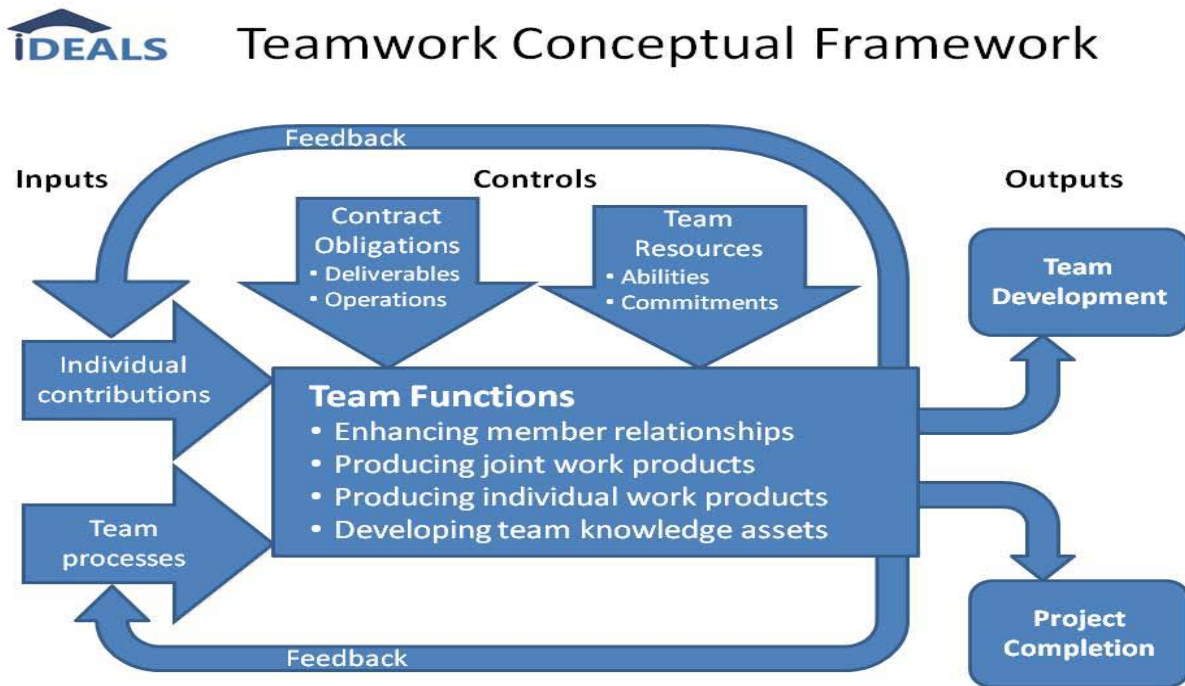 iDEALS
Teamwork Conceptual Framework
Feedback
Inputs
Controls
Outputs
Contract
Obligations
• Deliverables
• Operations
Team
Resources
• Abilities
• Commitments
Team
Development
Individual
contributions
Team Functions
• Enhancing member relationships
• Producing joint work products
• Producing individual work products
• Developing team knowledge assets
Team
processes
Project
Completion
Feedback